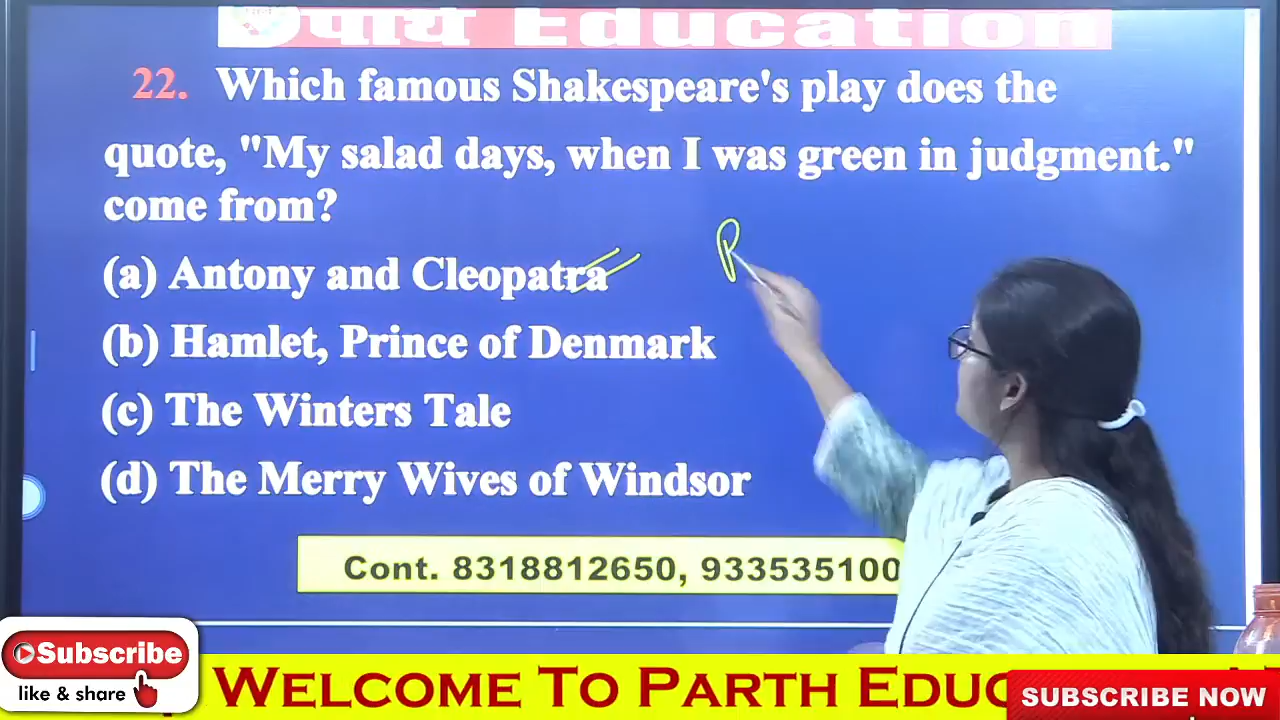 पार्थ Education
22. Which famous Shakespeare's play does the
quote, "My salad days, when I was green in judgment."
come from?
(a) Antony and Cleopatra
(b) Hamlet, Prince of Denmark
(c) The Winters Tale
(d) The Merry Wives of Windsor
Cont. 8318812650, 933535100
Subscribe
like & share
WELCOME TO PARTH EDUC
SUBSCRIBE NOW